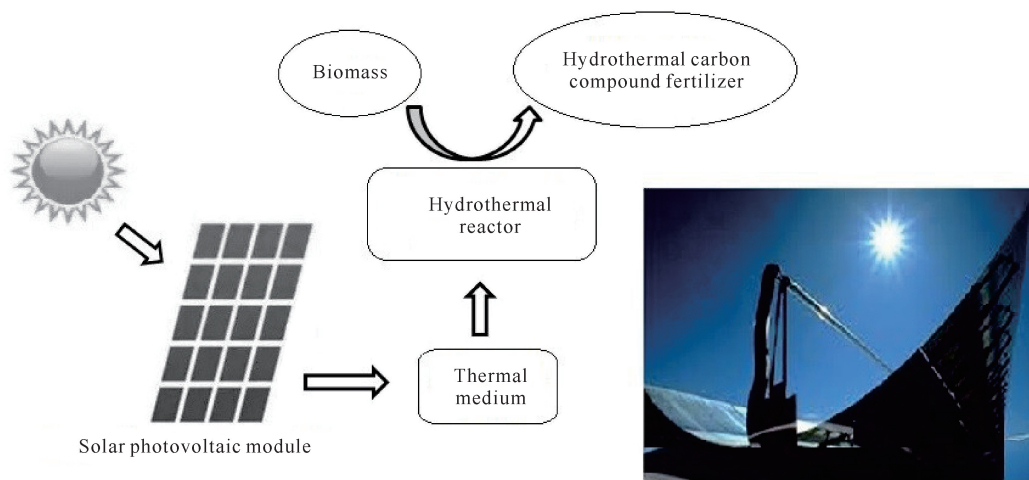 Biomass
Hydrothermal carbon
compound fertilizer
Hydrothermal
reactor
Thermal
medium
Solar photovoltaic module